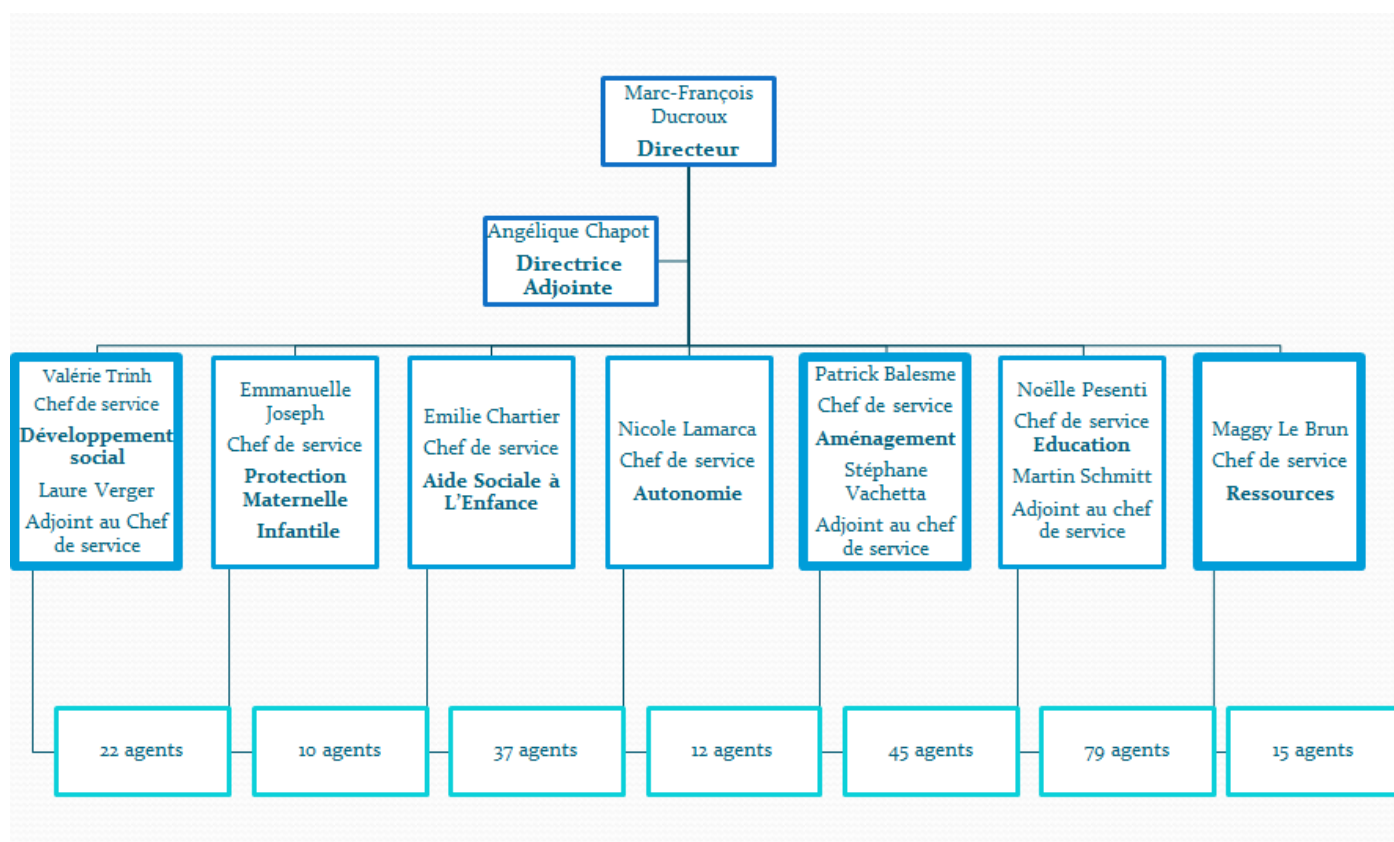 Marc-François
Ducroux
Directeur
Angélique Chapot
Directrice
Adjointe
Valérie Trinh
Chef de service
Développement
social
Laure Verger
Adjoint au Chef
de service
Emmanuelle
Joseph
Chef de service
Protection
Maternelle
Infantile
Emilie Chartier
Chef de service
Aide Sociale à
L'Enfance
Nicole Lamarca
Chef de service
Autonomie
Patrick Balesme
Chef de service
Aménagement
Stéphane
Vachetta
Adjoint au chef
de service
Noëlle Pesenti
Chef de service
Education
Martin Schmitt
Adjoint au chef
de service
Maggy Le Brun
Chef de service
Ressources
22 agents
10 agents
37 agents
12 agents
45 agents
79 agents
15 agents